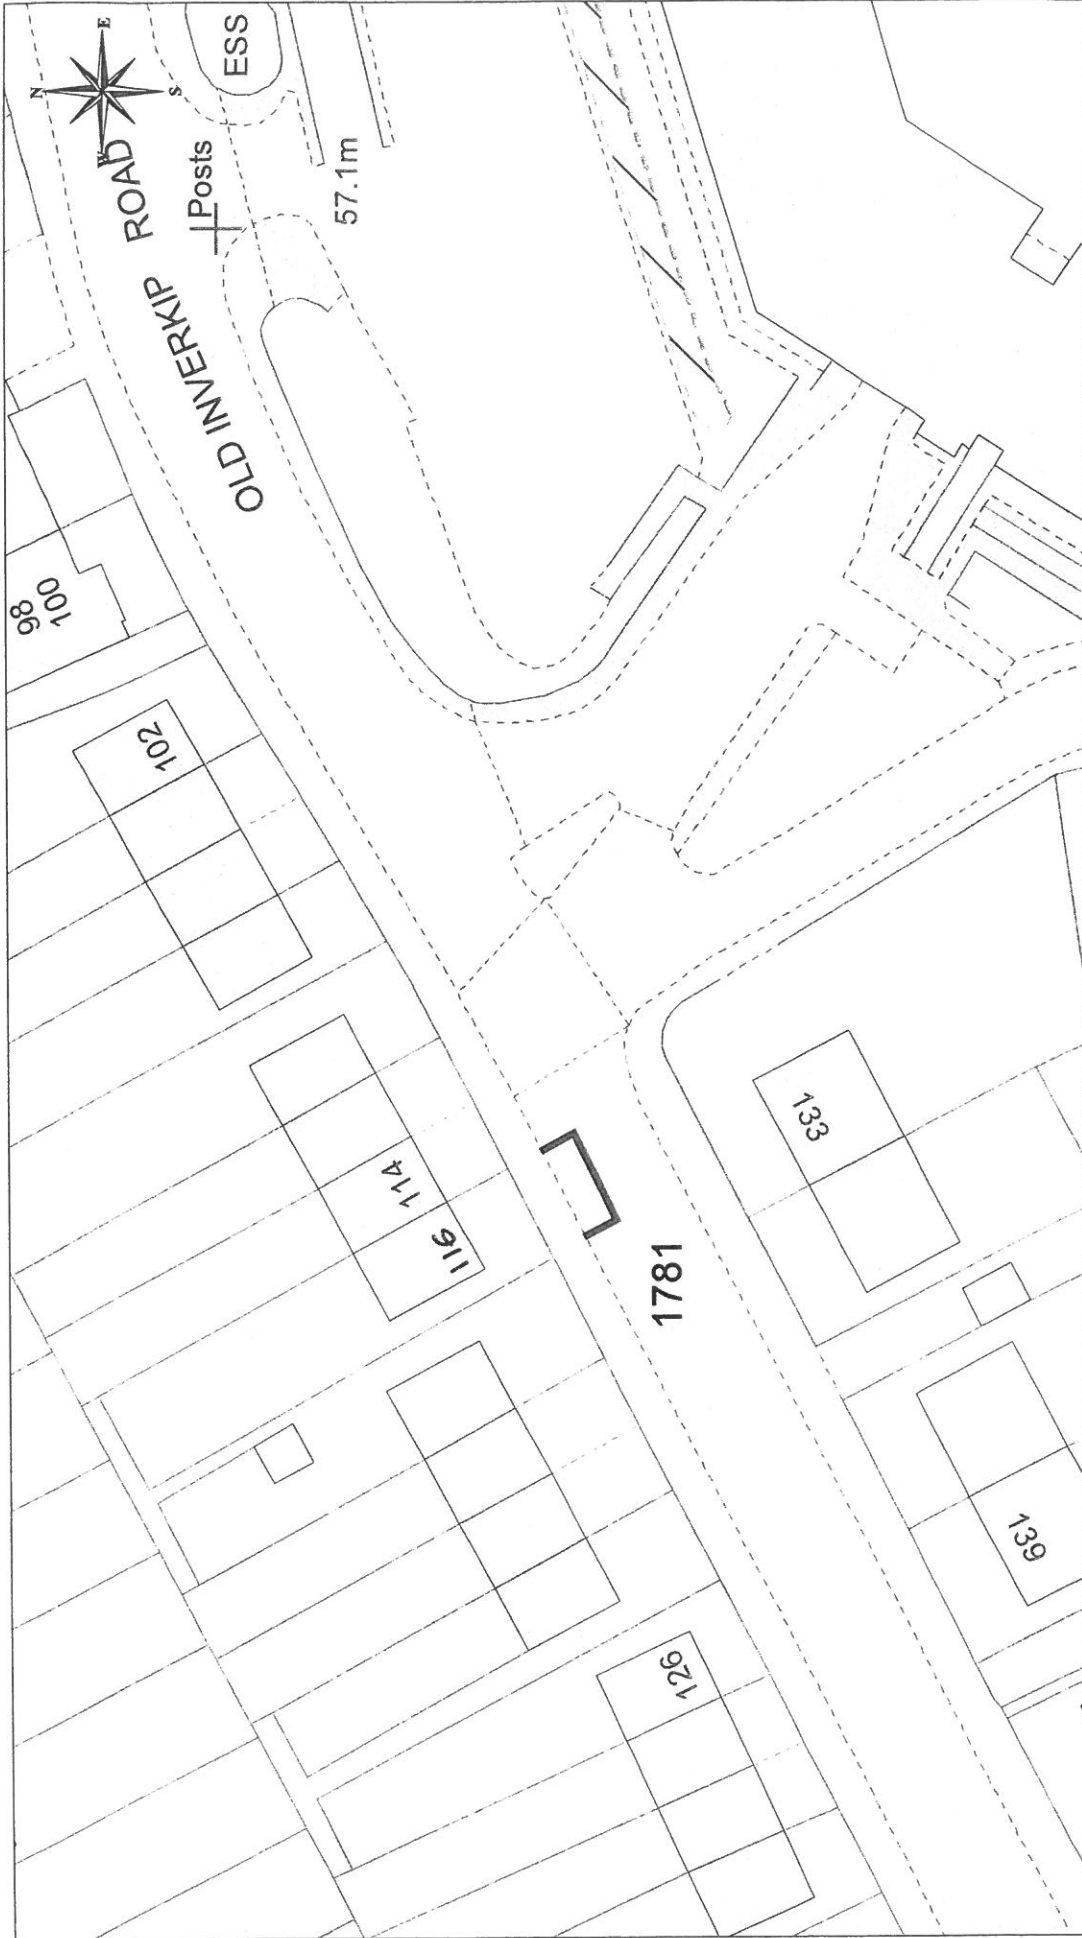 N
E
S
W
ESS
OLD INVERKIP ROAD
Posts
57.1m
98
100
102
114
116
1781
133
126
139